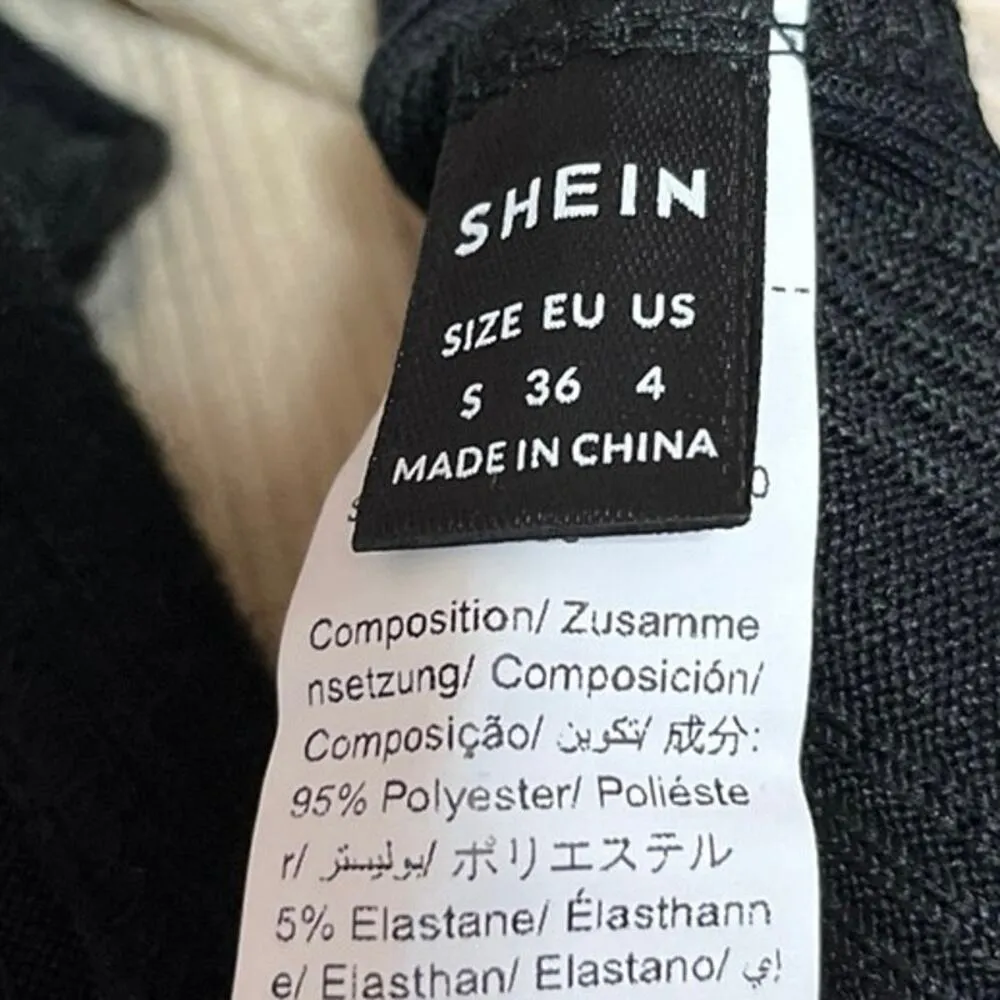 SHEIN
SIZE EU US
S 36 4
MADE IN CHINA
Composition/ Zusamme
nsetzung/ Composición/
Composição/ تكوين/ 成分:
95% Polyester/ Poliéste
r/ بوليستر/ ポリエステル
5% Elastane/ Élasthann
e/ Elasthan/ Elastano/